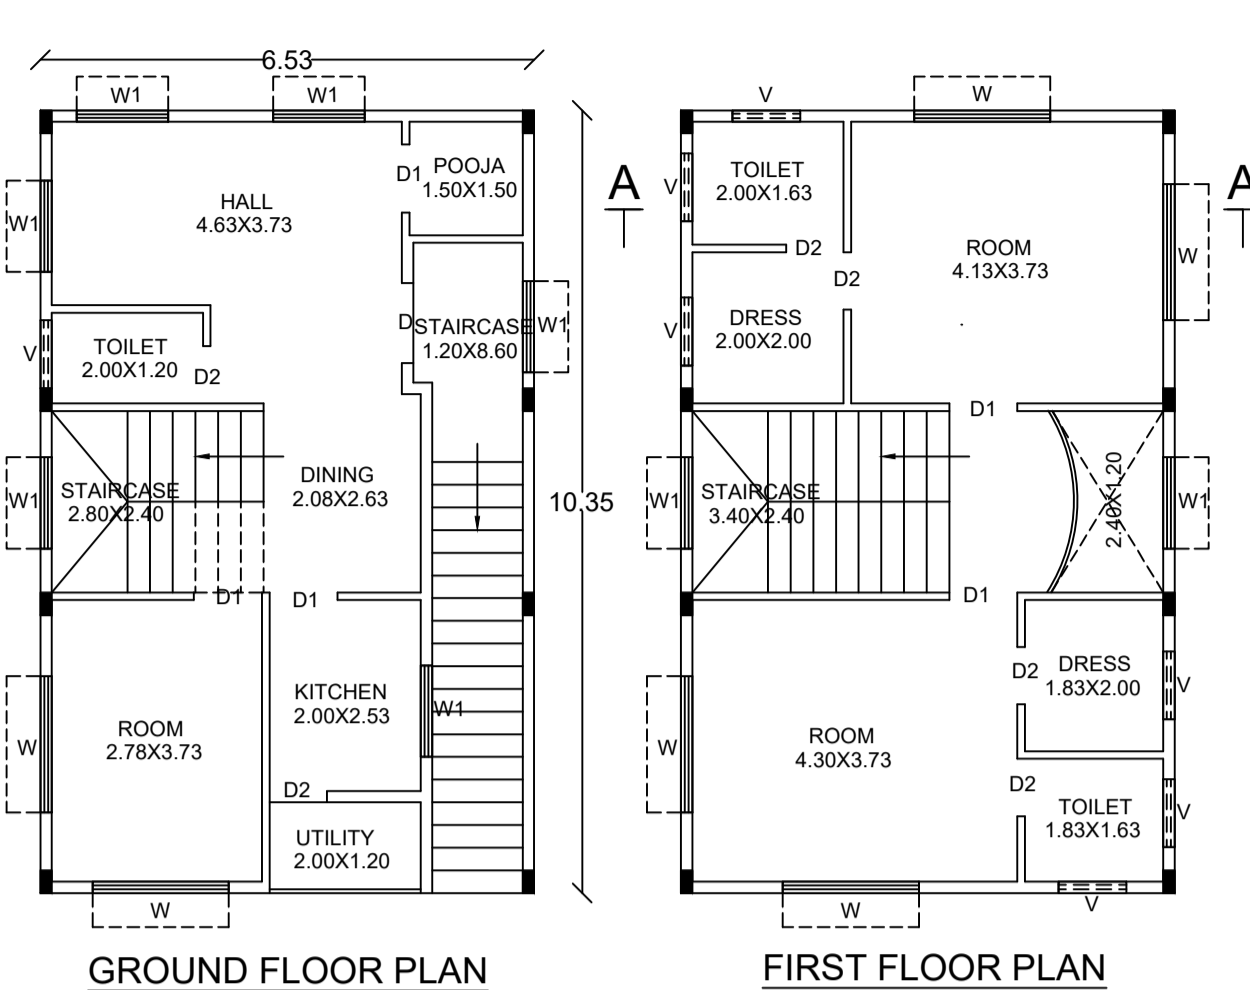 6.53
W1
W1
POOJA
1.50X1.50
D1
HALL
4.63X3.73
W1
D
STAIRCASE
1.20X8.60
W1
V
TOILET
2.00X1.20
D2
W1
STAIRCASE
2.80X2.40
DINING
2.08X2.63
10.35
D1
D1
KITCHEN
2.00X2.53
W1
ROOM
2.78X3.73
W
D2
UTILITY
2.00X1.20
W
GROUND FLOOR PLAN
A
A
V
W
V
TOILET
2.00X1.63
D2
D2
ROOM
4.13X3.73
W
V
DRESS
2.00X2.00
D1
W1
STAIRCASE
3.40X2.40
2.40X1.20
W1
D1
D2
DRESS
1.83X2.00
V
W
ROOM
4.30X3.73
D2
TOILET
1.83X1.63
V
W
V
FIRST FLOOR PLAN